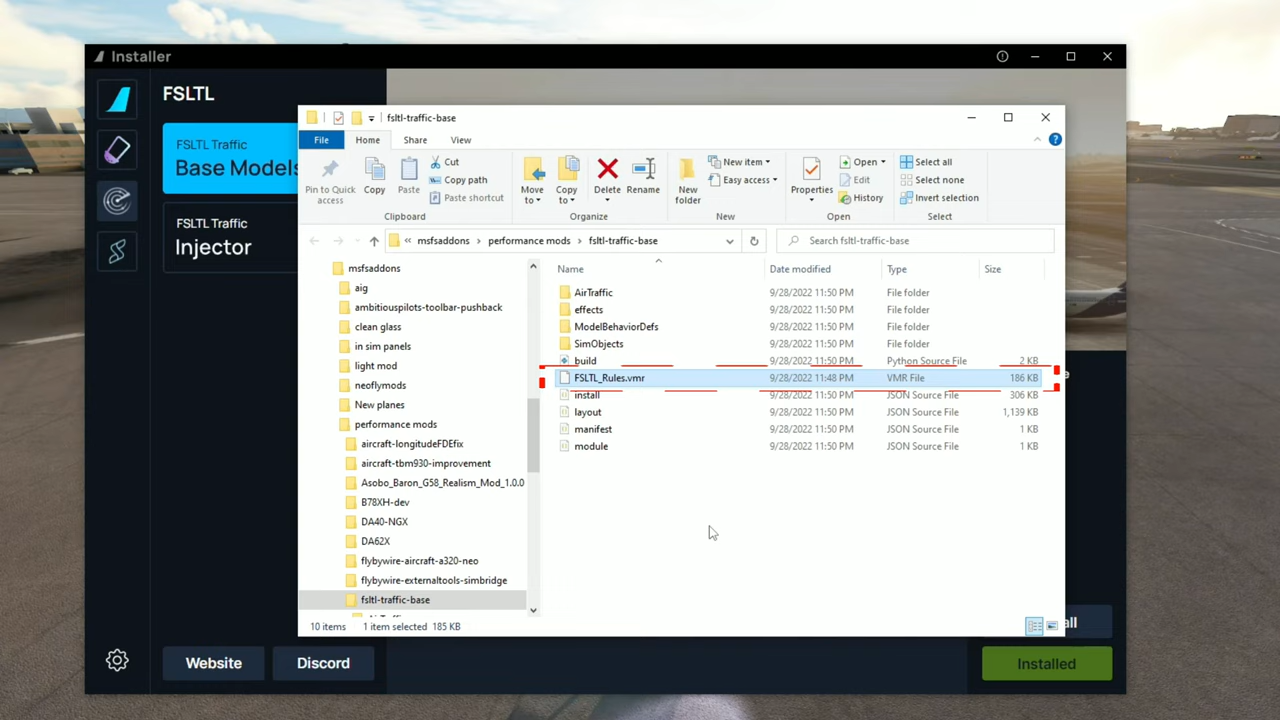 Installer
FSLTL
FSLTL Traffic
Base Models
FSLTL Traffic
Injector
Website
Discord
fsltl-traffic-base
File
Home
Share
View
Pin to Quick
access
Copy
Paste
Cut
Copy path
Paste shortcut
Clipboard
Move
to
Copy
to
Delete
Rename
Organize
New
folder
New item
Easy access
New
Properties
Open
Edit
History
Open
Select all
Select none
Invert selection
Select
« msfsaddons › performance mods › fsltl-traffic-base
Search fsltl-traffic-base
msfsaddons
aig
ambitiouspilots-toolbar-pushback
clean glass
in sim panels
light mod
neoflymods
New planes
performance mods
aircraft-longitudeFDEfix
aircraft-tbm930-improvement
Asobo_Baron_G58_Realism_Mod_1.0.0
B78XH-dev
DA40-NGX
DA62X
flybywire-aircraft-a320-neo
flybywire-externaltools-simbridge
fsltl-traffic-base
Name Date modified Type Size
AirTraffic 9/28/2022 11:50 PM File folder
effects 9/28/2022 11:50 PM File folder
ModelBehaviorDefs 9/28/2022 11:50 PM File folder
SimObjects 9/28/2022 11:50 PM File folder
build 9/28/2022 11:50 PM Python Source File 2 KB
FSLTL_Rules.vmr 9/28/2022 11:48 PM VMR File 186 KB
install 9/28/2022 11:50 PM JSON Source File 306 KB
layout 9/28/2022 11:50 PM JSON Source File 1,139 KB
manifest 9/28/2022 11:50 PM JSON Source File 1 KB
module 9/28/2022 11:50 PM JSON Source File 1 KB
10 items 1 item selected 185 KB
Installed